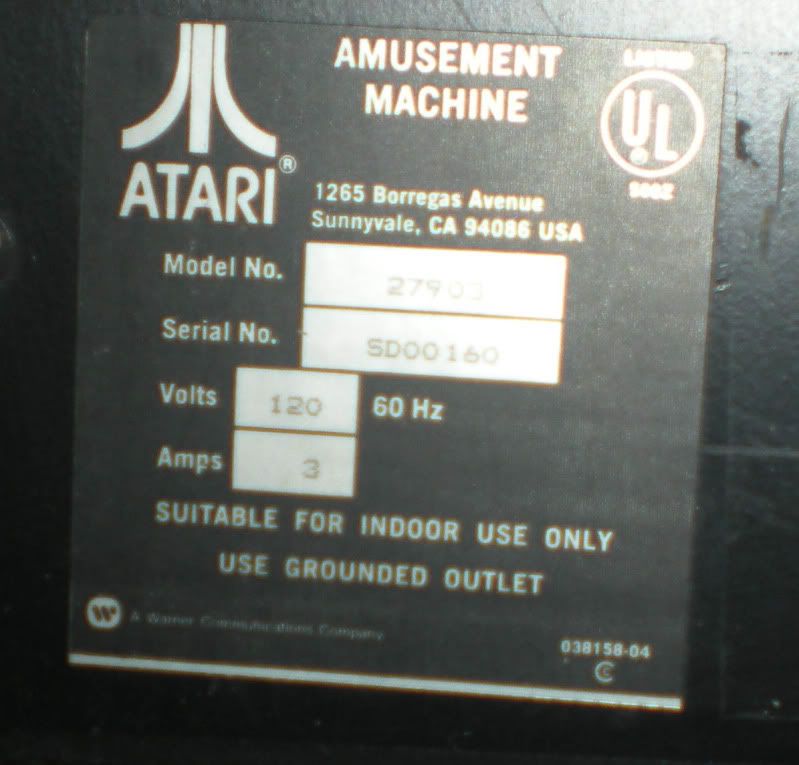 AMUSEMENT
MACHINE
LISTED
UL
®
ATARI®
1265 Borregas Avenue
Sunnyvale, CA 94086 USA
Model No. 27903
Serial No. SD00160
Volts 120 60 Hz
Amps 3
SUITABLE FOR INDOOR USE ONLY
USE GROUNDED OUTLET
A Warner Communications Company
038158-04
C